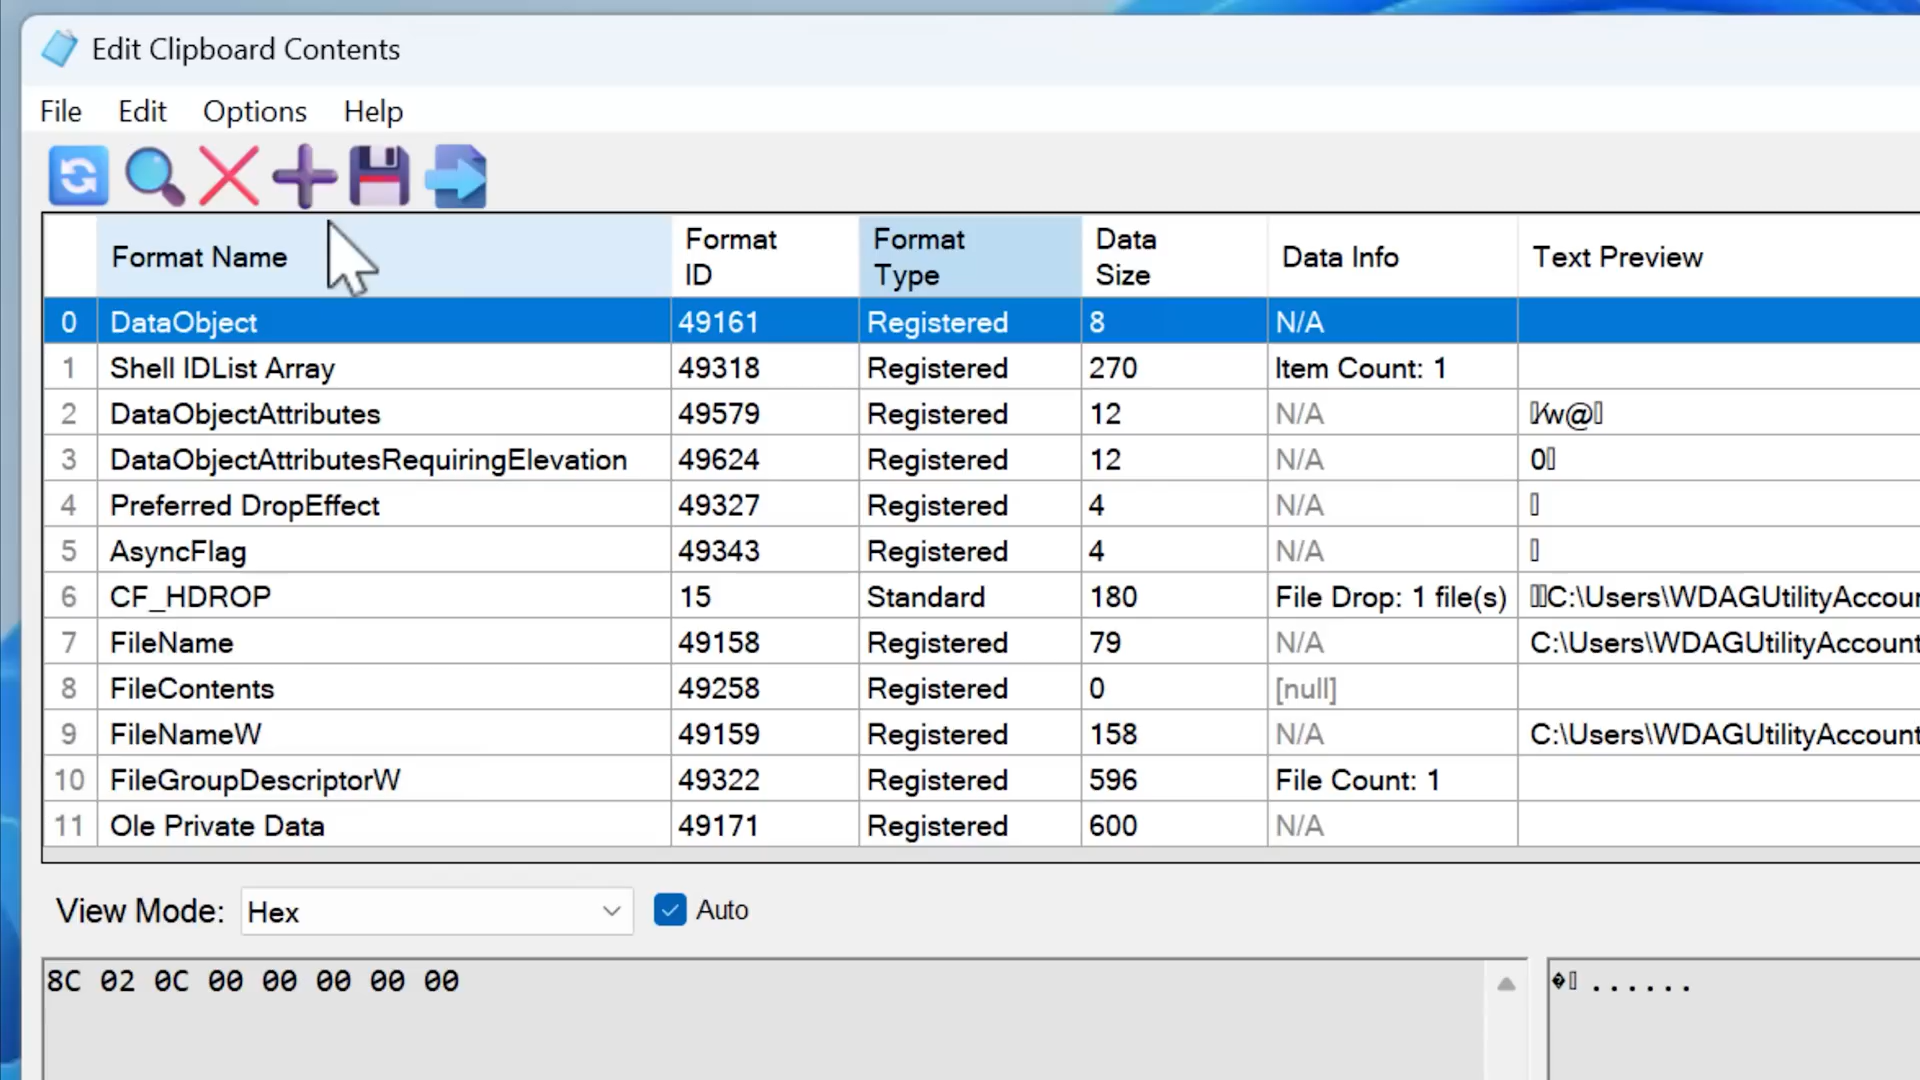 Edit Clipboard Contents
File Edit Options Help
Format Name Format ID Format Type Data Size Data Info Text Preview
0 DataObject 49161 Registered 8 N/A
1 Shell IDList Array 49318 Registered 270 Item Count: 1
2 DataObjectAttributes 49579 Registered 12 N/A
3 DataObjectAttributesRequiringElevation 49624 Registered 12 N/A
4 Preferred DropEffect 49327 Registered 4 N/A
5 AsyncFlag 49343 Registered 4 N/A
6 CF_HDROP 15 Standard 180 File Drop: 1 file(s) C:\Users\WDAGUtilityAccour
7 FileName 49158 Registered 79 N/A C:\Users\WDAGUtilityAccount
8 FileContents 49258 Registered 0 [null]
9 FileNameW 49159 Registered 158 N/A C:\Users\WDAGUtilityAccount
10 FileGroupDescriptorW 49322 Registered 596 File Count: 1
11 Ole Private Data 49171 Registered 600 N/A
View Mode: Hex Auto
8C 02 0C 00 00 00 00 00 ......